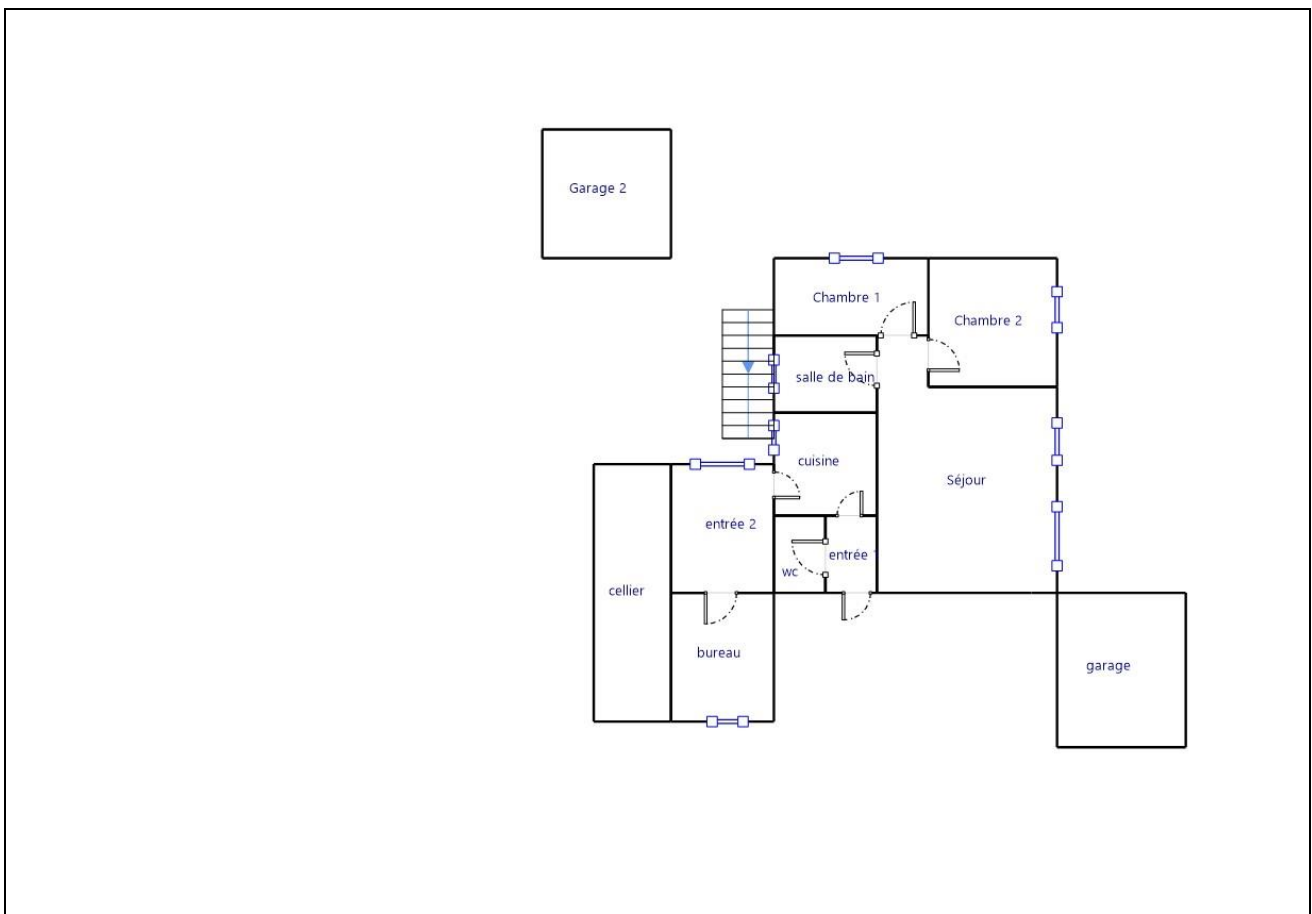 Garage 2
Chambre 1
Chambre 2
salle de bain
cuisine
Séjour
entrée 2
entrée 1
wc
cellier
bureau
garage